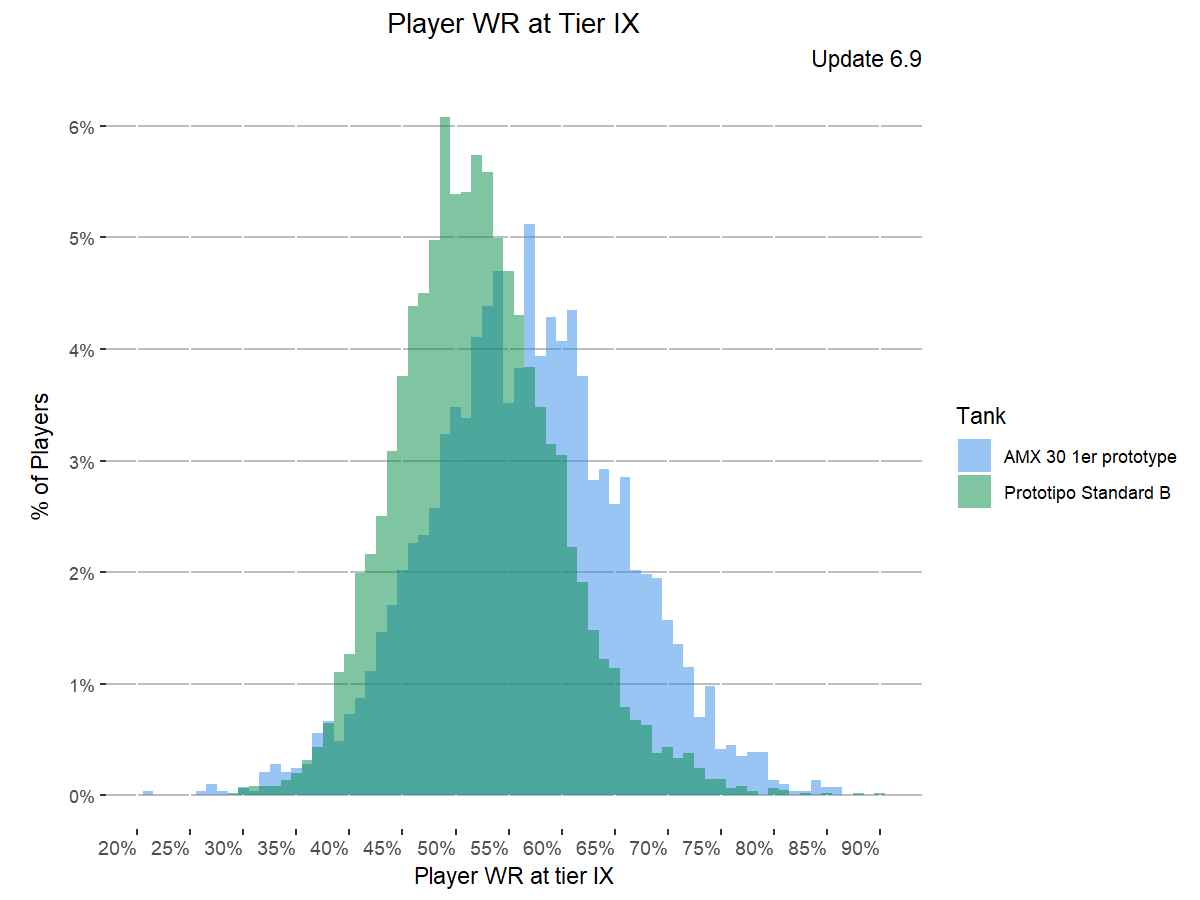 Player WR at Tier IX
Update 6.9
6%
5%
4%
3%
2%
1%
0%
% of Players
20% 25% 30% 35% 40% 45% 50% 55% 60% 65% 70% 75% 80% 85% 90%
Player WR at tier IX
Tank
AMX 30 1er prototype
Prototipo Standard B